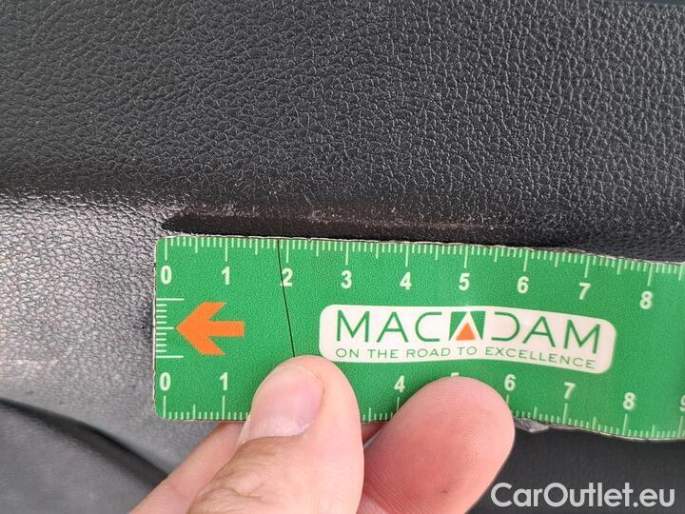 0 1 2 3 4 5 6 7 8
MACADAM
ON THE ROAD TO EXCELLENCE
0 1 4 5 6 7 8 9
CarOutlet.eu